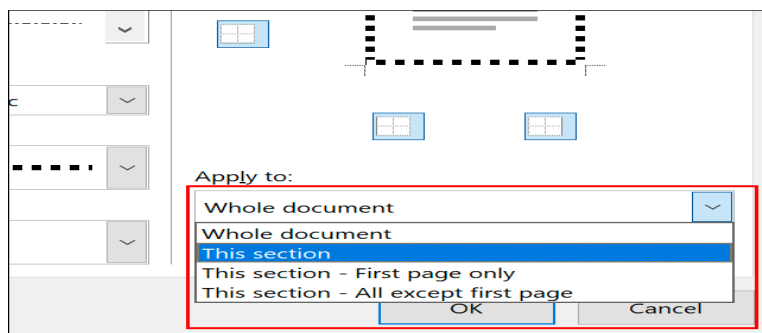 c
Apply to:
Whole document
Whole document
This section
This section - First page only
This section - All except first page
OK
Cancel